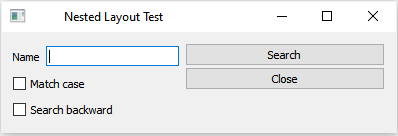 Nested Layout Test
Name
Search
Close
Match case
Search backward